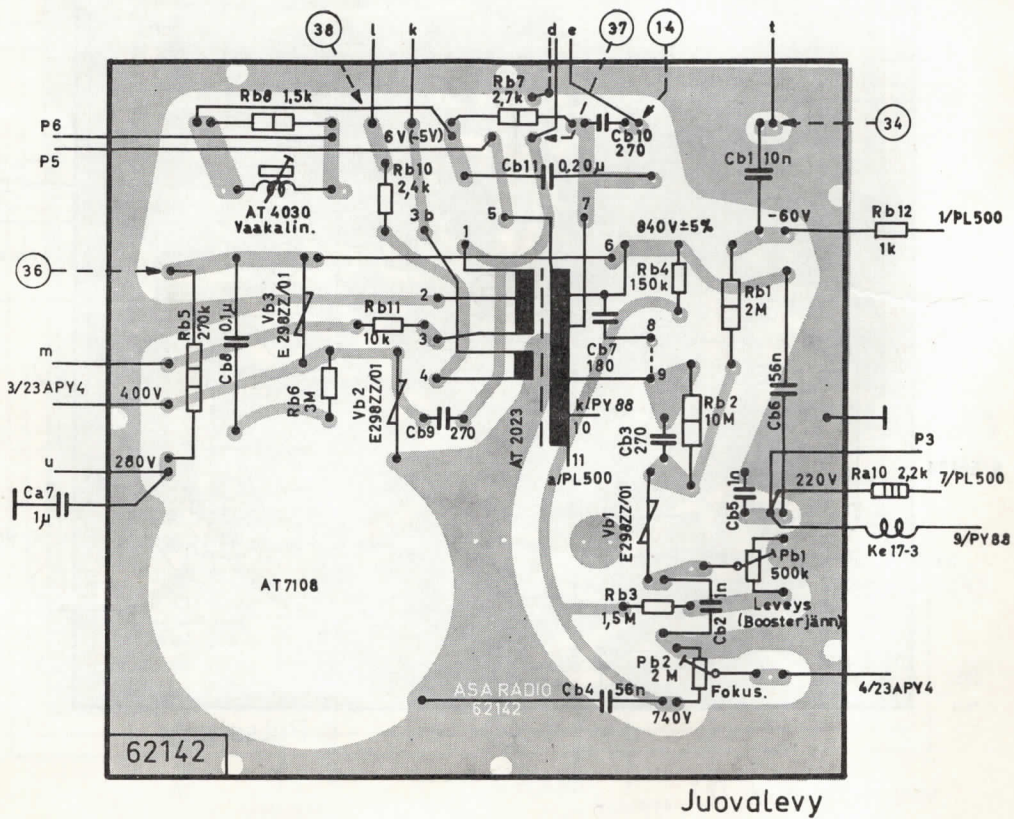 38
l
k
d
e
37
14
t
P6
P5
Rb8 1,5k
6V(-5V)
Rb7
2,7k
Cb10
270
34
AT 4030
Vaakalin.
Rb10
2,4k
3 b
Cb11 0,20µ
Cb1 10n
1
5
7
840V±5%
-60V
Rb12
1k
1/PL500
36
6
Rb5
270k
Cb8 0,1µ
Vb3
E298ZZ/01
2
Rb11
10k
3
4
Rb4
150k
Rb1
2M
Cb7
180
8
9
m
3/23APY4
400V
Rb6
3M
Vb2
E298ZZ/01
Cb9 270
AT 2023
k/PY88
10
11
a/PL500
Cb3
270
Rb2
10M
Cb6 56n
u
280V
Ca7
1µ
Vb1
E298ZZ/01
Cb5 1n
220V
P3
Ra10 2,2k
7/PL500
Ke17-3
9/PY88
AT7108
Pb1
500k
Rb3
1,5M
Cb2 1n
Leveys
(Boosterjänn)
Pb2
2M
Fokus.
4/23APY4
ASA RADIO
62142
Cb4 56n
740V
62142
Juovalevy